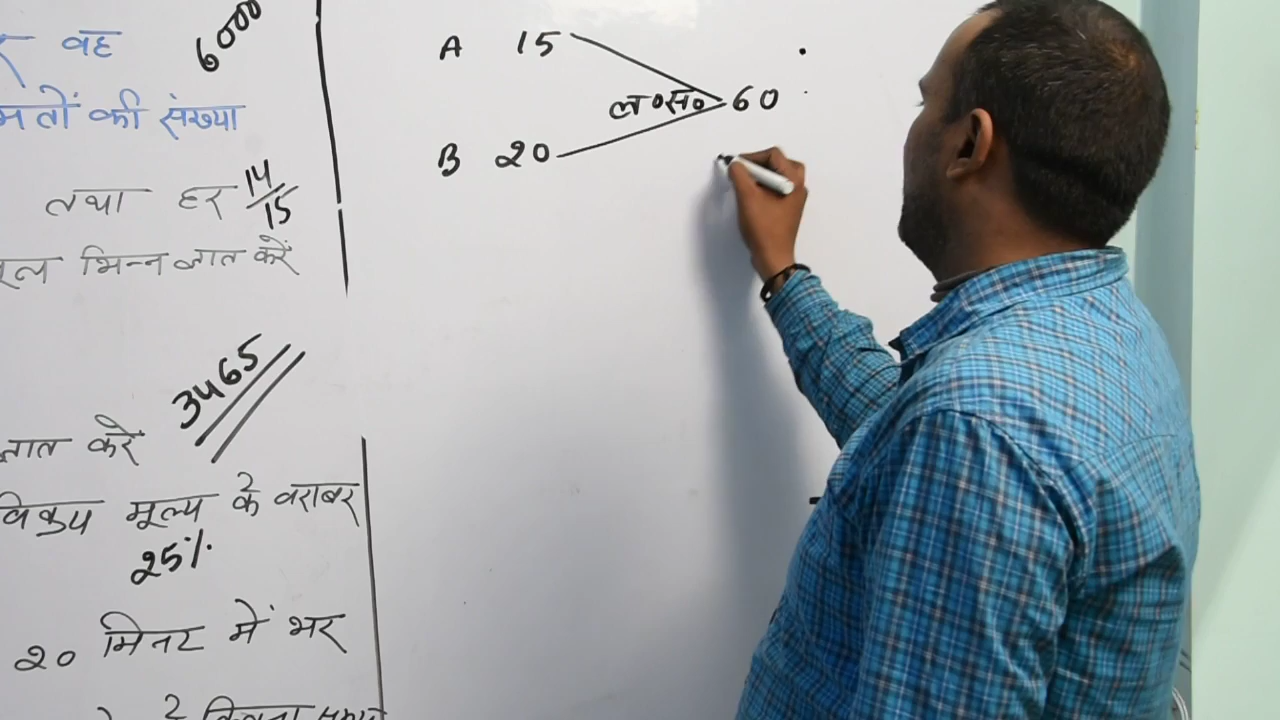 वह
6000
मतों की संख्या
तथा हर 14/15
भिन्न ज्ञात करें
3465
ज्ञात करे
विक्रय मूल्य के बराबर
25%
20 मिनट में भर
A 15
ल०स० 60
B 20